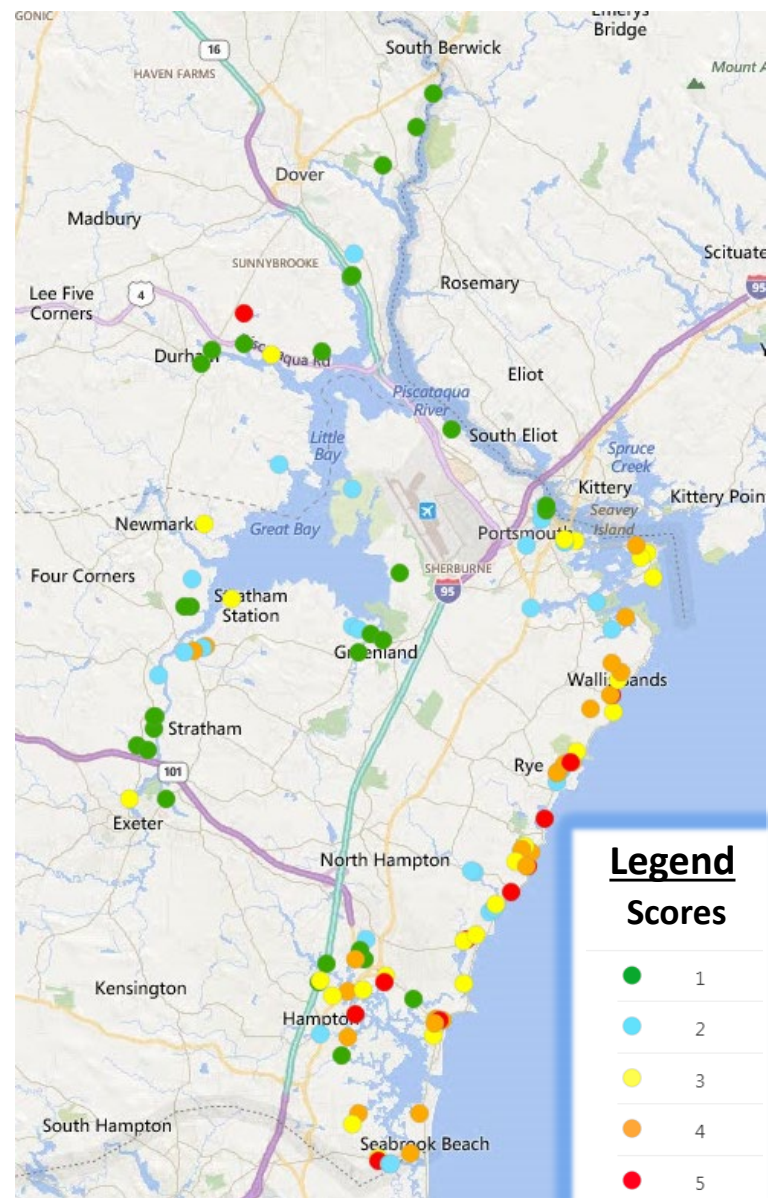 GONIC
Bridge
South Berwick
16
HAVEN FARMS
Mount A
Dover
Madbury
Scituate
SUNNYBROOKE
Rosemary
Lee Five
Corners
4
95
Durham
Piscataqua Rd
Eliot
Piscataqua
River
South Eliot
Little
Bay
Spruce
Creek
Kittery
Kittery Poin
Seavey
Island
Newmark
Great Bay
Portsmouth
Four Corners
SHERBURNE
95
Stratham
Station
Greenland
Wallis Sands
Stratham
Rye
101
Exeter
North Hampton
Legend
Scores
1
2
3
4
5
Kensington
Hampton
South Hampton
Seabrook Beach